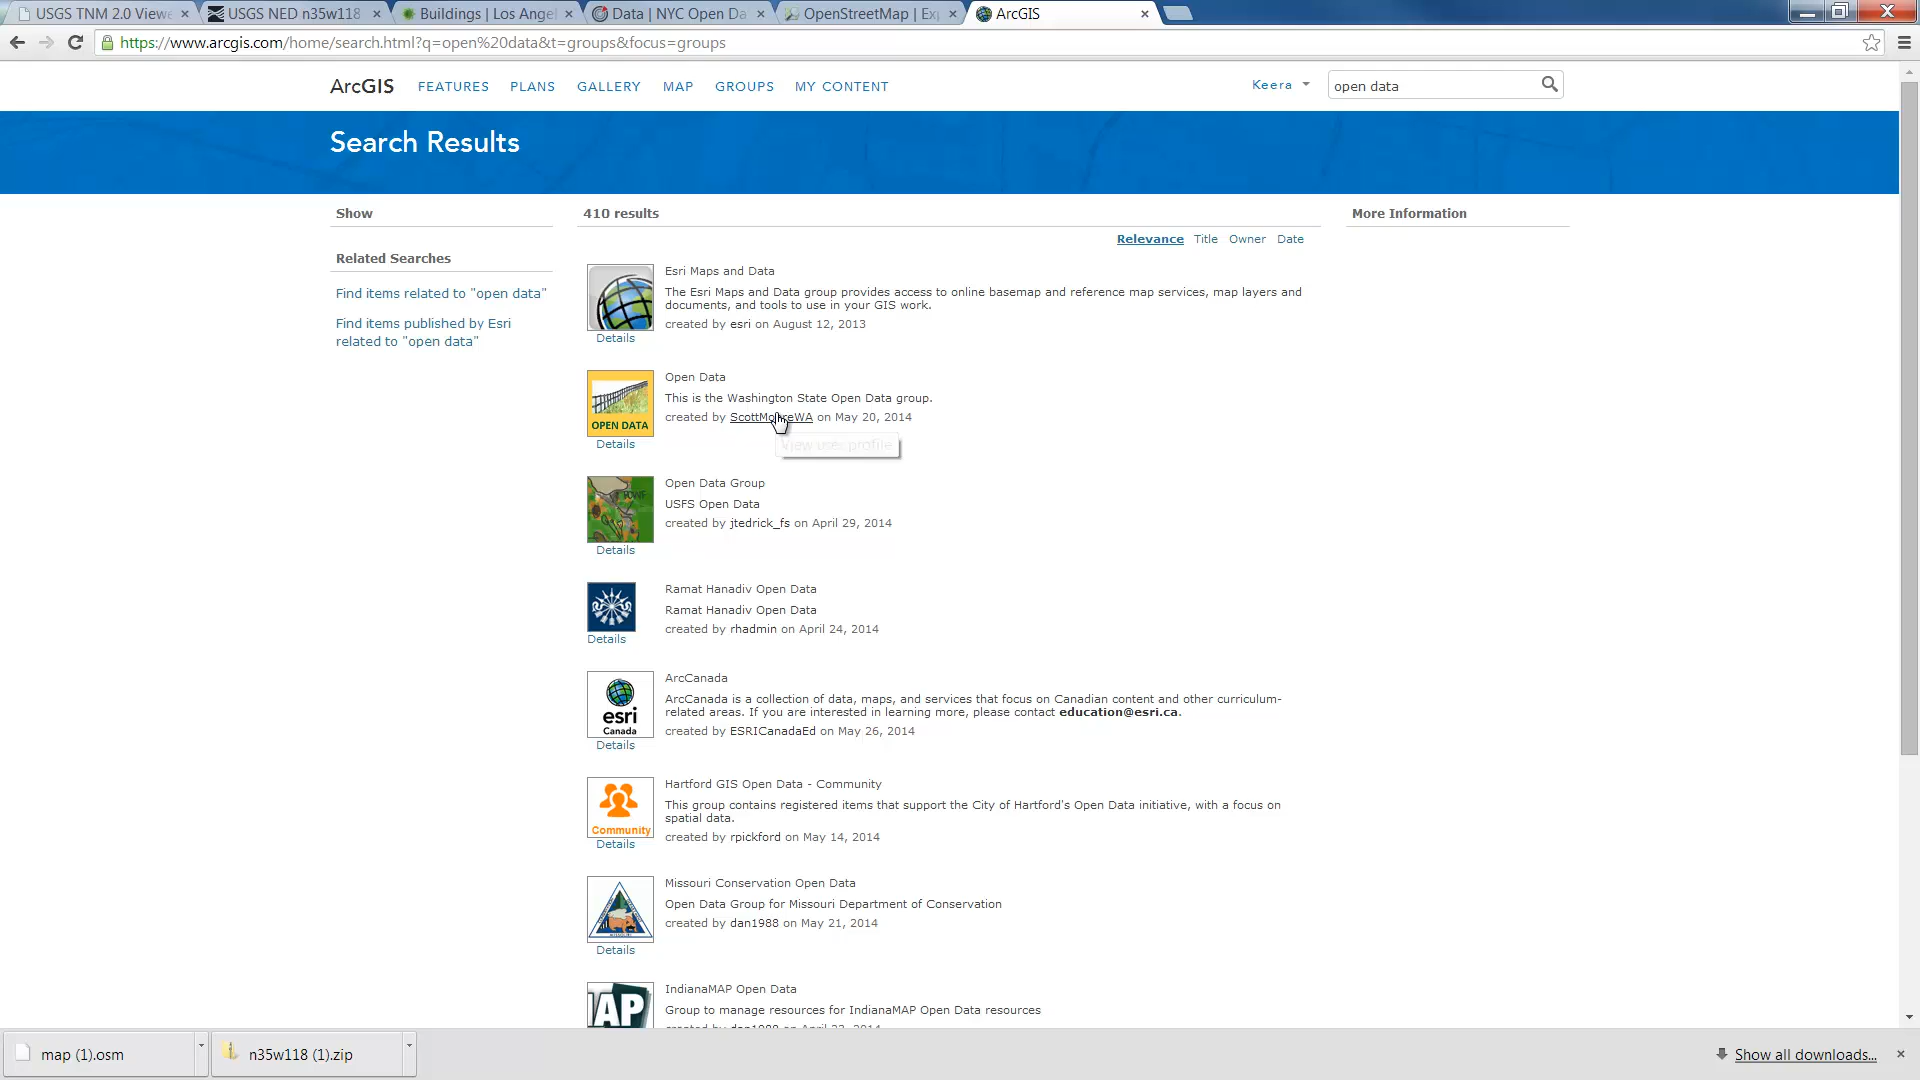 USGS TNM 2.0 Viewe
USGS NED n35w118
Buildings | Los Angel
Data | NYC Open Da
OpenStreetMap | Exp
ArcGIS
https://www.arcgis.com/home/search.html?q=open%20data&t=groups&focus=groups
ArcGIS FEATURES PLANS GALLERY MAP GROUPS MY CONTENT Keera open data
Search Results
Show
Related Searches
Find items related to "open data"
Find items published by Esri
related to "open data"
410 results
Relevance Title Owner Date
Esri Maps and Data
The Esri Maps and Data group provides access to online basemap and reference map services, map layers and
documents, and tools to use in your GIS work.
created by esri on August 12, 2013
Details
Open Data
This is the Washington State Open Data group.
created by ScottMooreWA on May 20, 2014
OPEN DATA
Details
View user profile
Open Data Group
USFS Open Data
created by jtedrick_fs on April 29, 2014
Details
Ramat Hanadiv Open Data
Ramat Hanadiv Open Data
created by rhadmin on April 24, 2014
Details
ArcCanada
ArcCanada is a collection of data, maps, and services that focus on Canadian content and other curriculum-
related areas. If you are interested in learning more, please contact education@esri.ca.
created by ESRICanadaEd on May 26, 2014
esri
Canada
Details
Hartford GIS Open Data - Community
This group contains registered items that support the City of Hartford's Open Data initiative, with a focus on
spatial data.
created by rpickford on May 14, 2014
Community
Details
Missouri Conservation Open Data
Open Data Group for Missouri Department of Conservation
created by dan1988 on May 21, 2014
Details
IndianaMAP Open Data
Group to manage resources for IndianaMAP Open Data resources
created by dan1988 on April 23, 2014
MAP
More Information
map (1).osm
n35w118 (1).zip
Show all downloads...